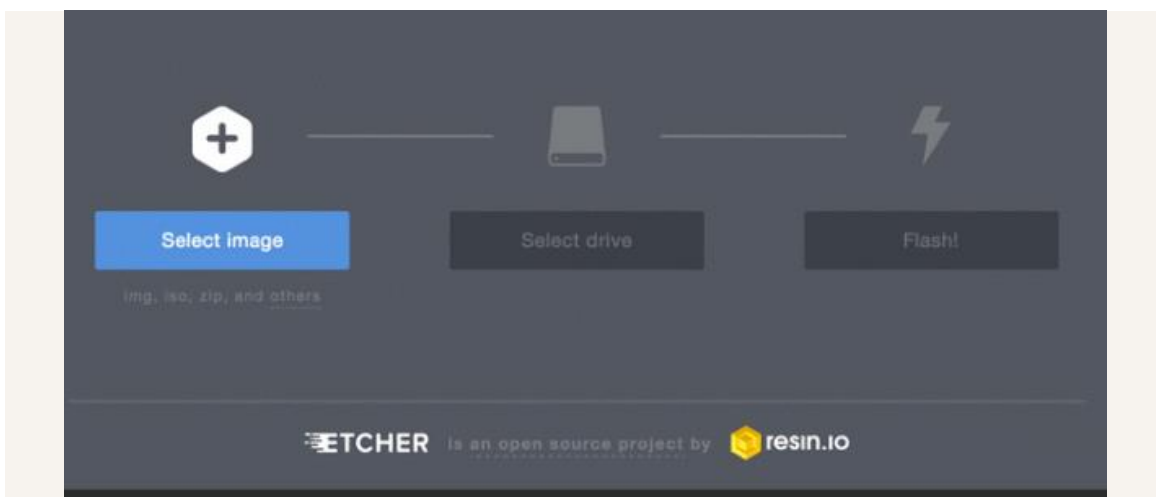 Select image
Select drive
Flash!
img, iso, zip, and others
ETCHER is an open source project by resin.io